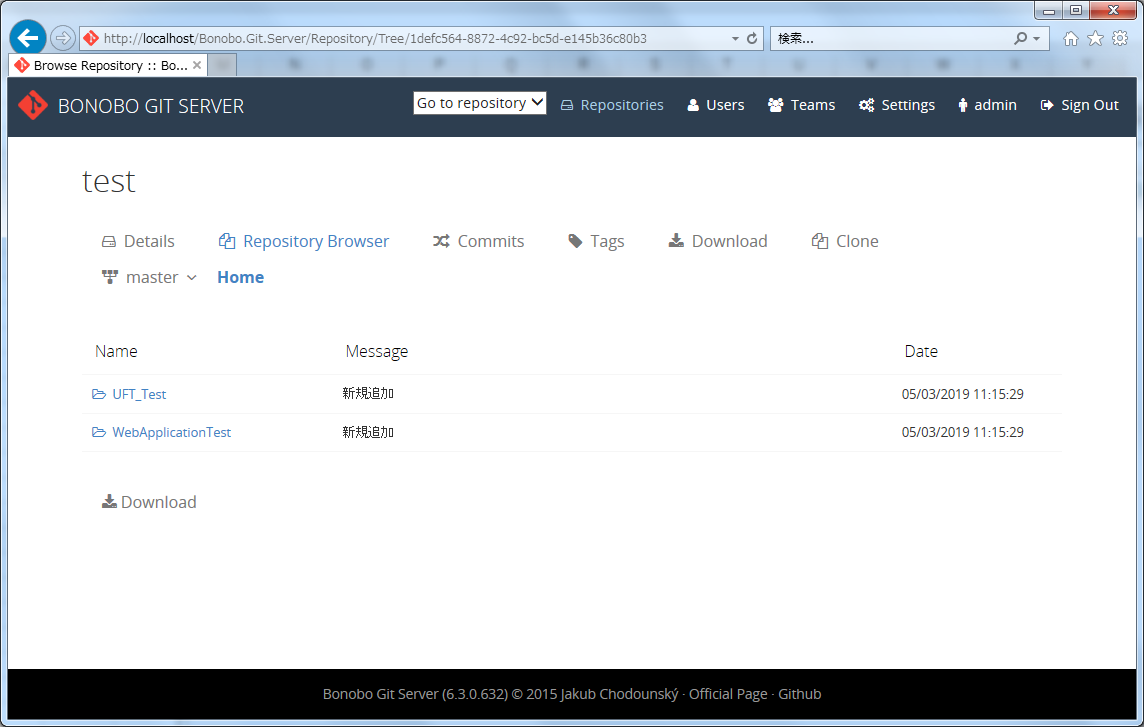 http://localhost/Bonobo.Git.Server/Repository/Tree/1defc564-8872-4c92-bc5d-e145b36c80b3 検索...
Browse Repository :: Bo...
BONOBO GIT SERVER Go to repository Repositories Users Teams Settings admin Sign Out
test
Details Repository Browser Commits Tags Download Clone
master Home
Name Message Date
UFT_Test 新規追加 05/03/2019 11:15:29
WebApplicationTest 新規追加 05/03/2019 11:15:29
Download
Bonobo Git Server (6.3.0.632) © 2015 Jakub Chodounský · Official Page · Github